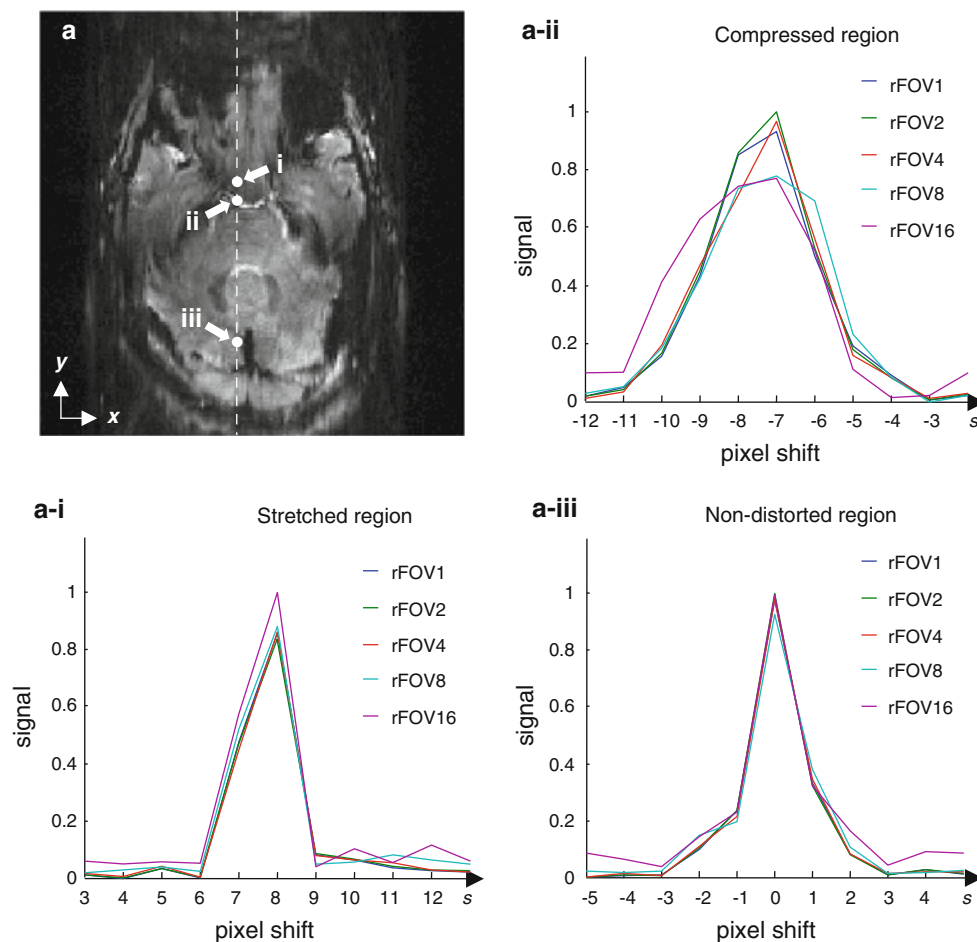 a
i
ii
iii
y
x
a-ii
Compressed region
rFOV1
rFOV2
rFOV4
rFOV8
rFOV16
signal
1
0.8
0.6
0.4
0.2
0
-12 -11 -10 -9 -8 -7 -6 -5 -4 -3 s
pixel shift
a-i
Stretched region
rFOV1
rFOV2
rFOV4
rFOV8
rFOV16
signal
1
0.8
0.6
0.4
0.2
0
3 4 5 6 7 8 9 10 11 12 s
pixel shift
a-iii
Non-distorted region
rFOV1
rFOV2
rFOV4
rFOV8
rFOV16
signal
1
0.8
0.6
0.4
0.2
0
-5 -4 -3 -2 -1 0 1 2 3 4 s
pixel shift